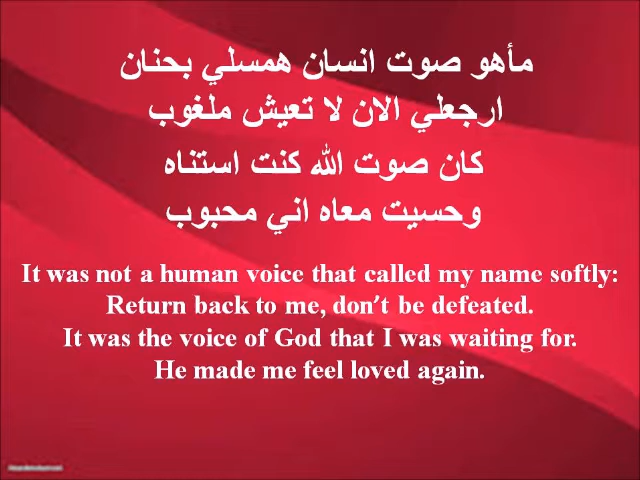 مأهو صوت انسان همسلي بحنان
ارجعلي الان لا تعيش ملغوب
كان صوت الله كنت استناه
وحسيت معاه اني محبوب
It was not a human voice that called my name softly:
Return back to me, don't be defeated.
It was the voice of God that I was waiting for.
He made me feel loved again.